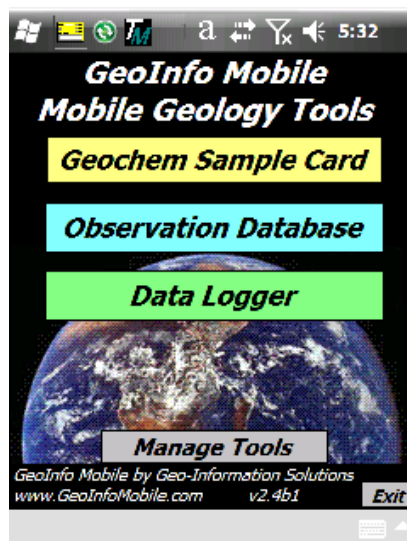 TM a 5:32
GeoInfo Mobile
Mobile Geology Tools
Geochem Sample Card
Observation Database
Data Logger
Manage Tools
GeoInfo Mobile by Geo-Information Solutions
www.GeoInfoMobile.com v2.4b1 Exit